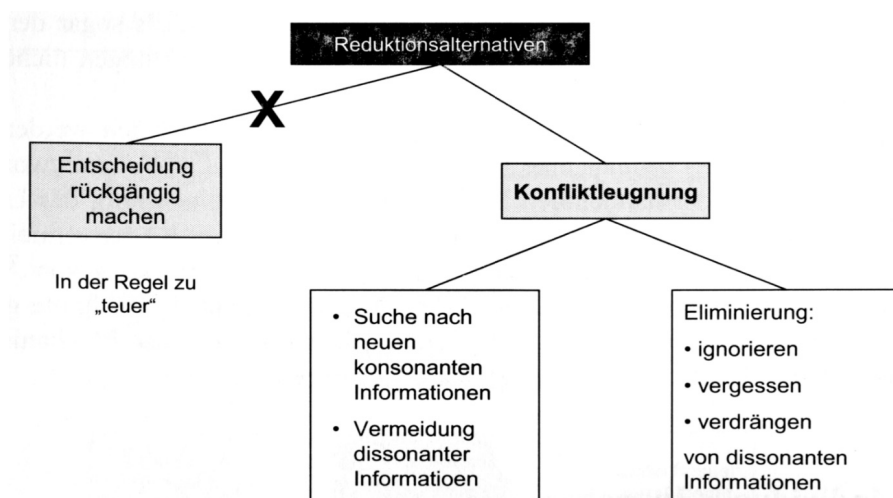 Reduktionsalternativen
X
Entscheidung
rückgängig
machen
In der Regel zu
„teuer“
Konfliktleugnung
• Suche nach
neuen
konsonanten
Informationen
• Vermeidung
dissonanter
Informatioen
Eliminierung:
• ignorieren
• vergessen
• verdrängen
von dissonanten
Informationen